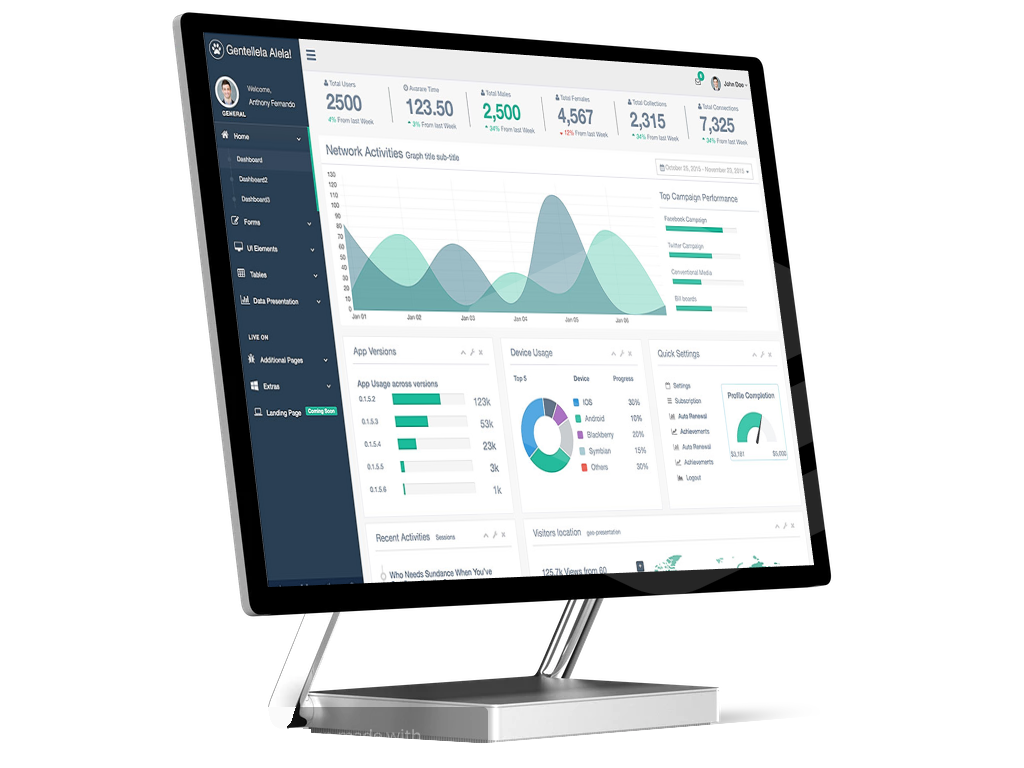 Gentellela Alela!
Welcome,
Anthony Fernando
GENERAL
Home
Dashboard
Dashboard2
Dashboard3
Forms
UI Elements
Tables
Data Presentation
LIVE ON
Additional Pages
Extras
Landing Page Coming Soon
John Doe
Total Users
2500
4% From last Week
Avarare Time
123.50
3% From last Week
Total Males
2,500
34% From last Week
Total Females
4,567
12% From last Week
Total Collections
2,315
34% From last Week
Total Connections
7,325
34% From last Week
Network Activities Graph title sub-title
130
120
110
100
90
80
70
60
50
40
30
20
10
0
Jan 01 Jan 02 Jan 03 Jan 04 Jan 05 Jan 06
Top Campaign Performance
Facebook Campaign
Twitter Campaign
Conventional Media
Bill boards
App Versions
App Usage across versions
0.1.5.2 123k
0.1.5.3 53k
0.1.5.4 23k
0.1.5.5 3k
0.1.5.6 1k
Device Usage
Top 5 Device Progress
IOS 30%
Android 10%
Blackberry 20%
Symbian 15%
Others 30%
Quick Settings
Settings
Subscription
Auto Renewal
Achievements
Auto Renewal
Achievements
Logout
Profile Completion
$3,181 $5,000
Recent Activities Sessions
Who Needs Sundance When You've
Visitors location geo-presentation
125.7k Views from 60
made with